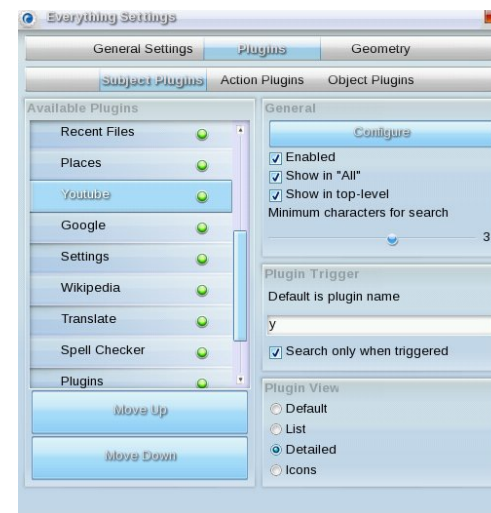 Everything Settings
General Settings Plugins Geometry
Subject Plugins Action Plugins Object Plugins
Available Plugins
Recent Files
Places
Youtube
Google
Settings
Wikipedia
Translate
Spell Checker
Plugins
Move Up
Move Down
General
Configure
Enabled
Show in "All"
Show in top-level
Minimum characters for search
3
Plugin Trigger
Default is plugin name
y
Search only when triggered
Plugin View
Default
List
Detailed
Icons